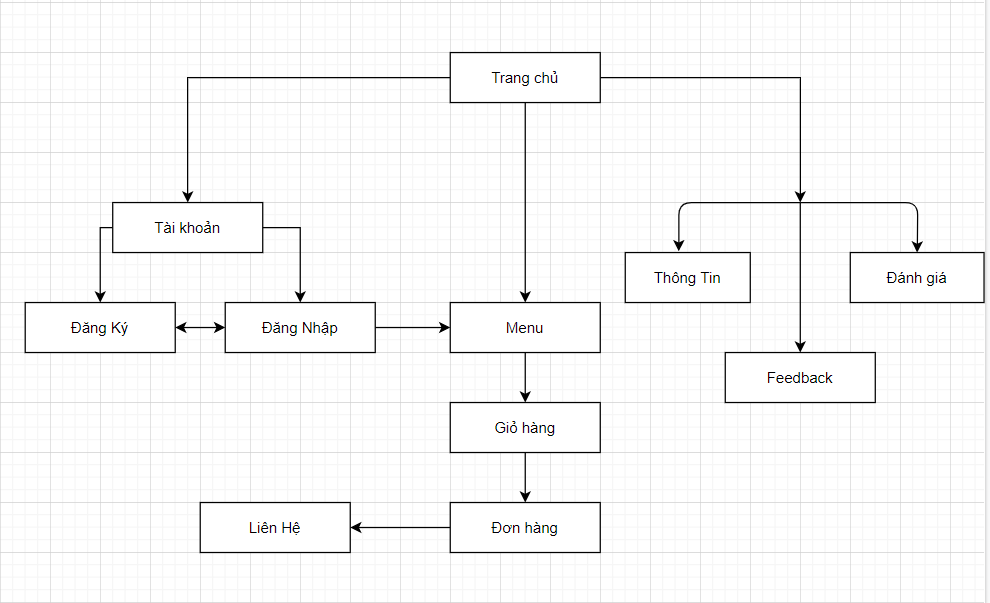 Trang chủ
Tài khoản
Thông Tin
Đánh giá
Đăng Ký
Đăng Nhập
Menu
Feedback
Giỏ hàng
Liên Hệ
Đơn hàng